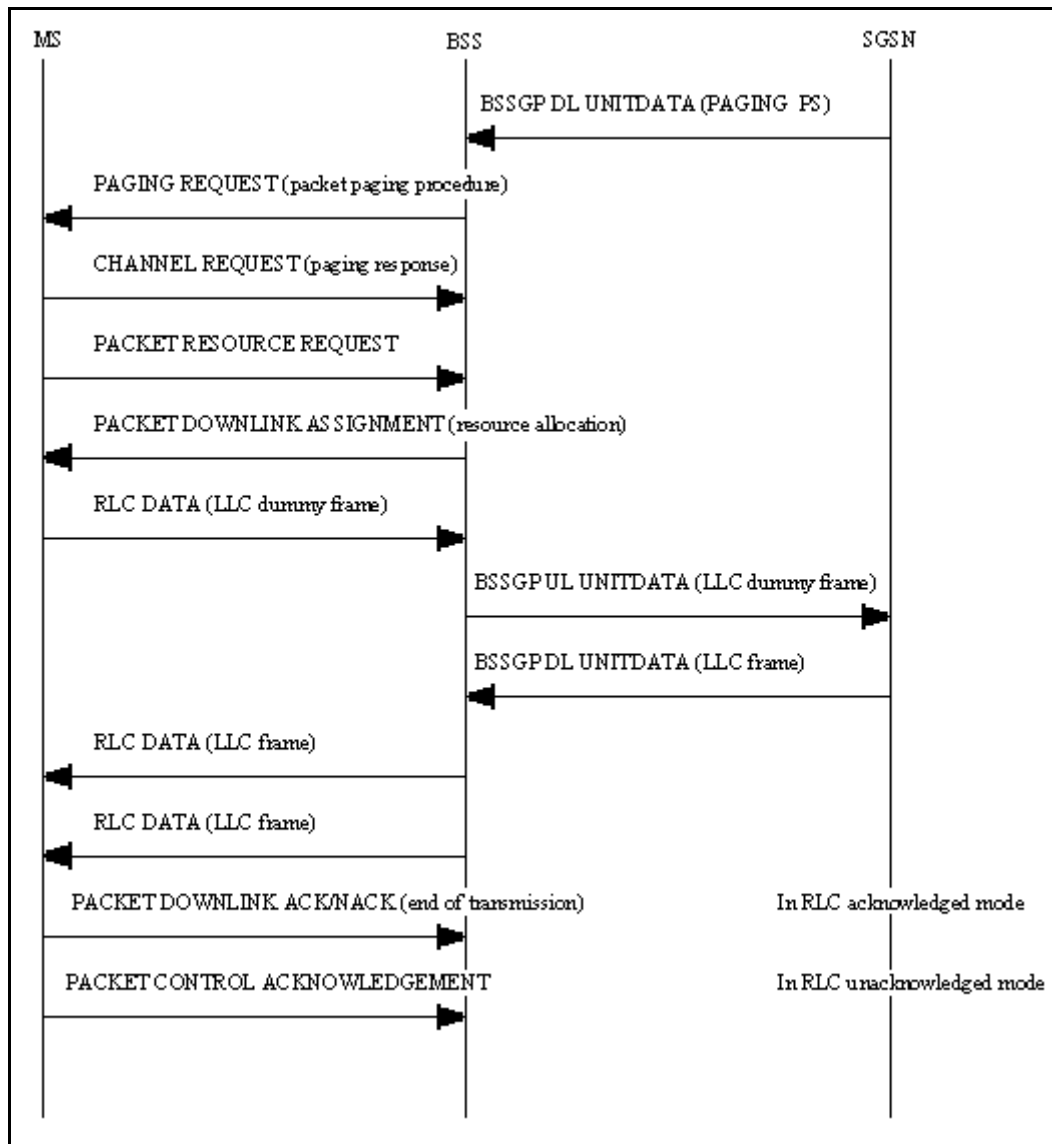 MS BSS SGSN
BSSGP DL UNITDATA (PAGING PS)
PAGING REQUEST (packet paging procedure)
CHANNEL REQUEST (paging response)
PACKET RESOURCE REQUEST
PACKET DOWNLINK ASSIGNMENT (resource allocation)
RLC DATA (LLC dummy frame)
BSSGP UL UNITDATA (LLC dummy frame)
BSSGP DL UNITDATA (LLC frame)
RLC DATA (LLC frame)
RLC DATA (LLC frame)
PACKET DOWNLINK ACK/NACK (end of transmission) In RLC acknowledged mode
PACKET CONTROL ACKNOWLEDGEMENT In RLC unacknowledged mode